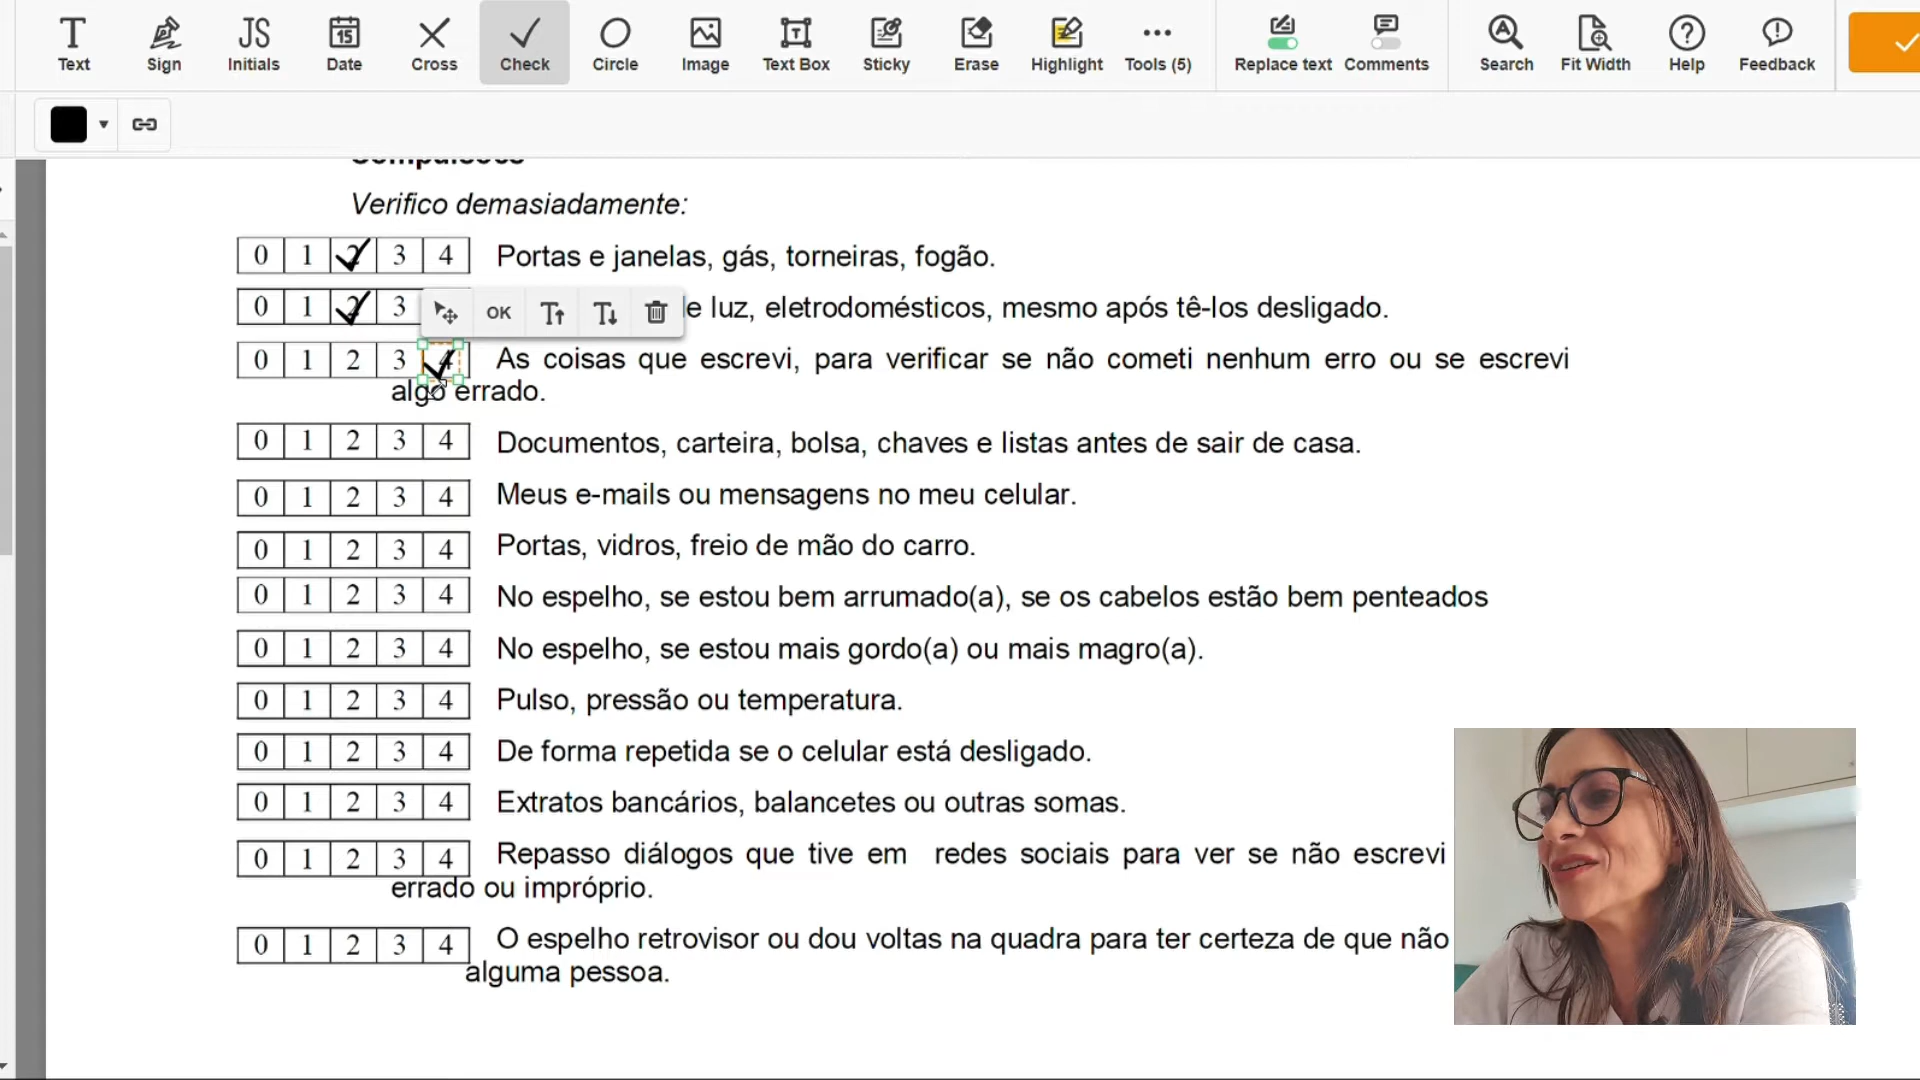 Text Sign Initials Date Cross Check Circle Image Text Box Sticky Erase Highlight Tools (5) Replace text Comments Search Fit Width Help Feedback
Compulsões
Verifico demasiadamente:
0 1 2 3 4 Portas e janelas, gás, torneiras, fogão.
0 1 2 3 OK e luz, eletrodomésticos, mesmo após tê-los desligado.
0 1 2 3 4 As coisas que escrevi, para verificar se não cometi nenhum erro ou se escrevi
algo errado.
0 1 2 3 4 Documentos, carteira, bolsa, chaves e listas antes de sair de casa.
0 1 2 3 4 Meus e-mails ou mensagens no meu celular.
0 1 2 3 4 Portas, vidros, freio de mão do carro.
0 1 2 3 4 No espelho, se estou bem arrumado(a), se os cabelos estão bem penteados
0 1 2 3 4 No espelho, se estou mais gordo(a) ou mais magro(a).
0 1 2 3 4 Pulso, pressão ou temperatura.
0 1 2 3 4 De forma repetida se o celular está desligado.
0 1 2 3 4 Extratos bancários, balancetes ou outras somas.
0 1 2 3 4 Repasso diálogos que tive em redes sociais para ver se não escrevi
errado ou impróprio.
0 1 2 3 4 O espelho retrovisor ou dou voltas na quadra para ter certeza de que não
alguma pessoa.